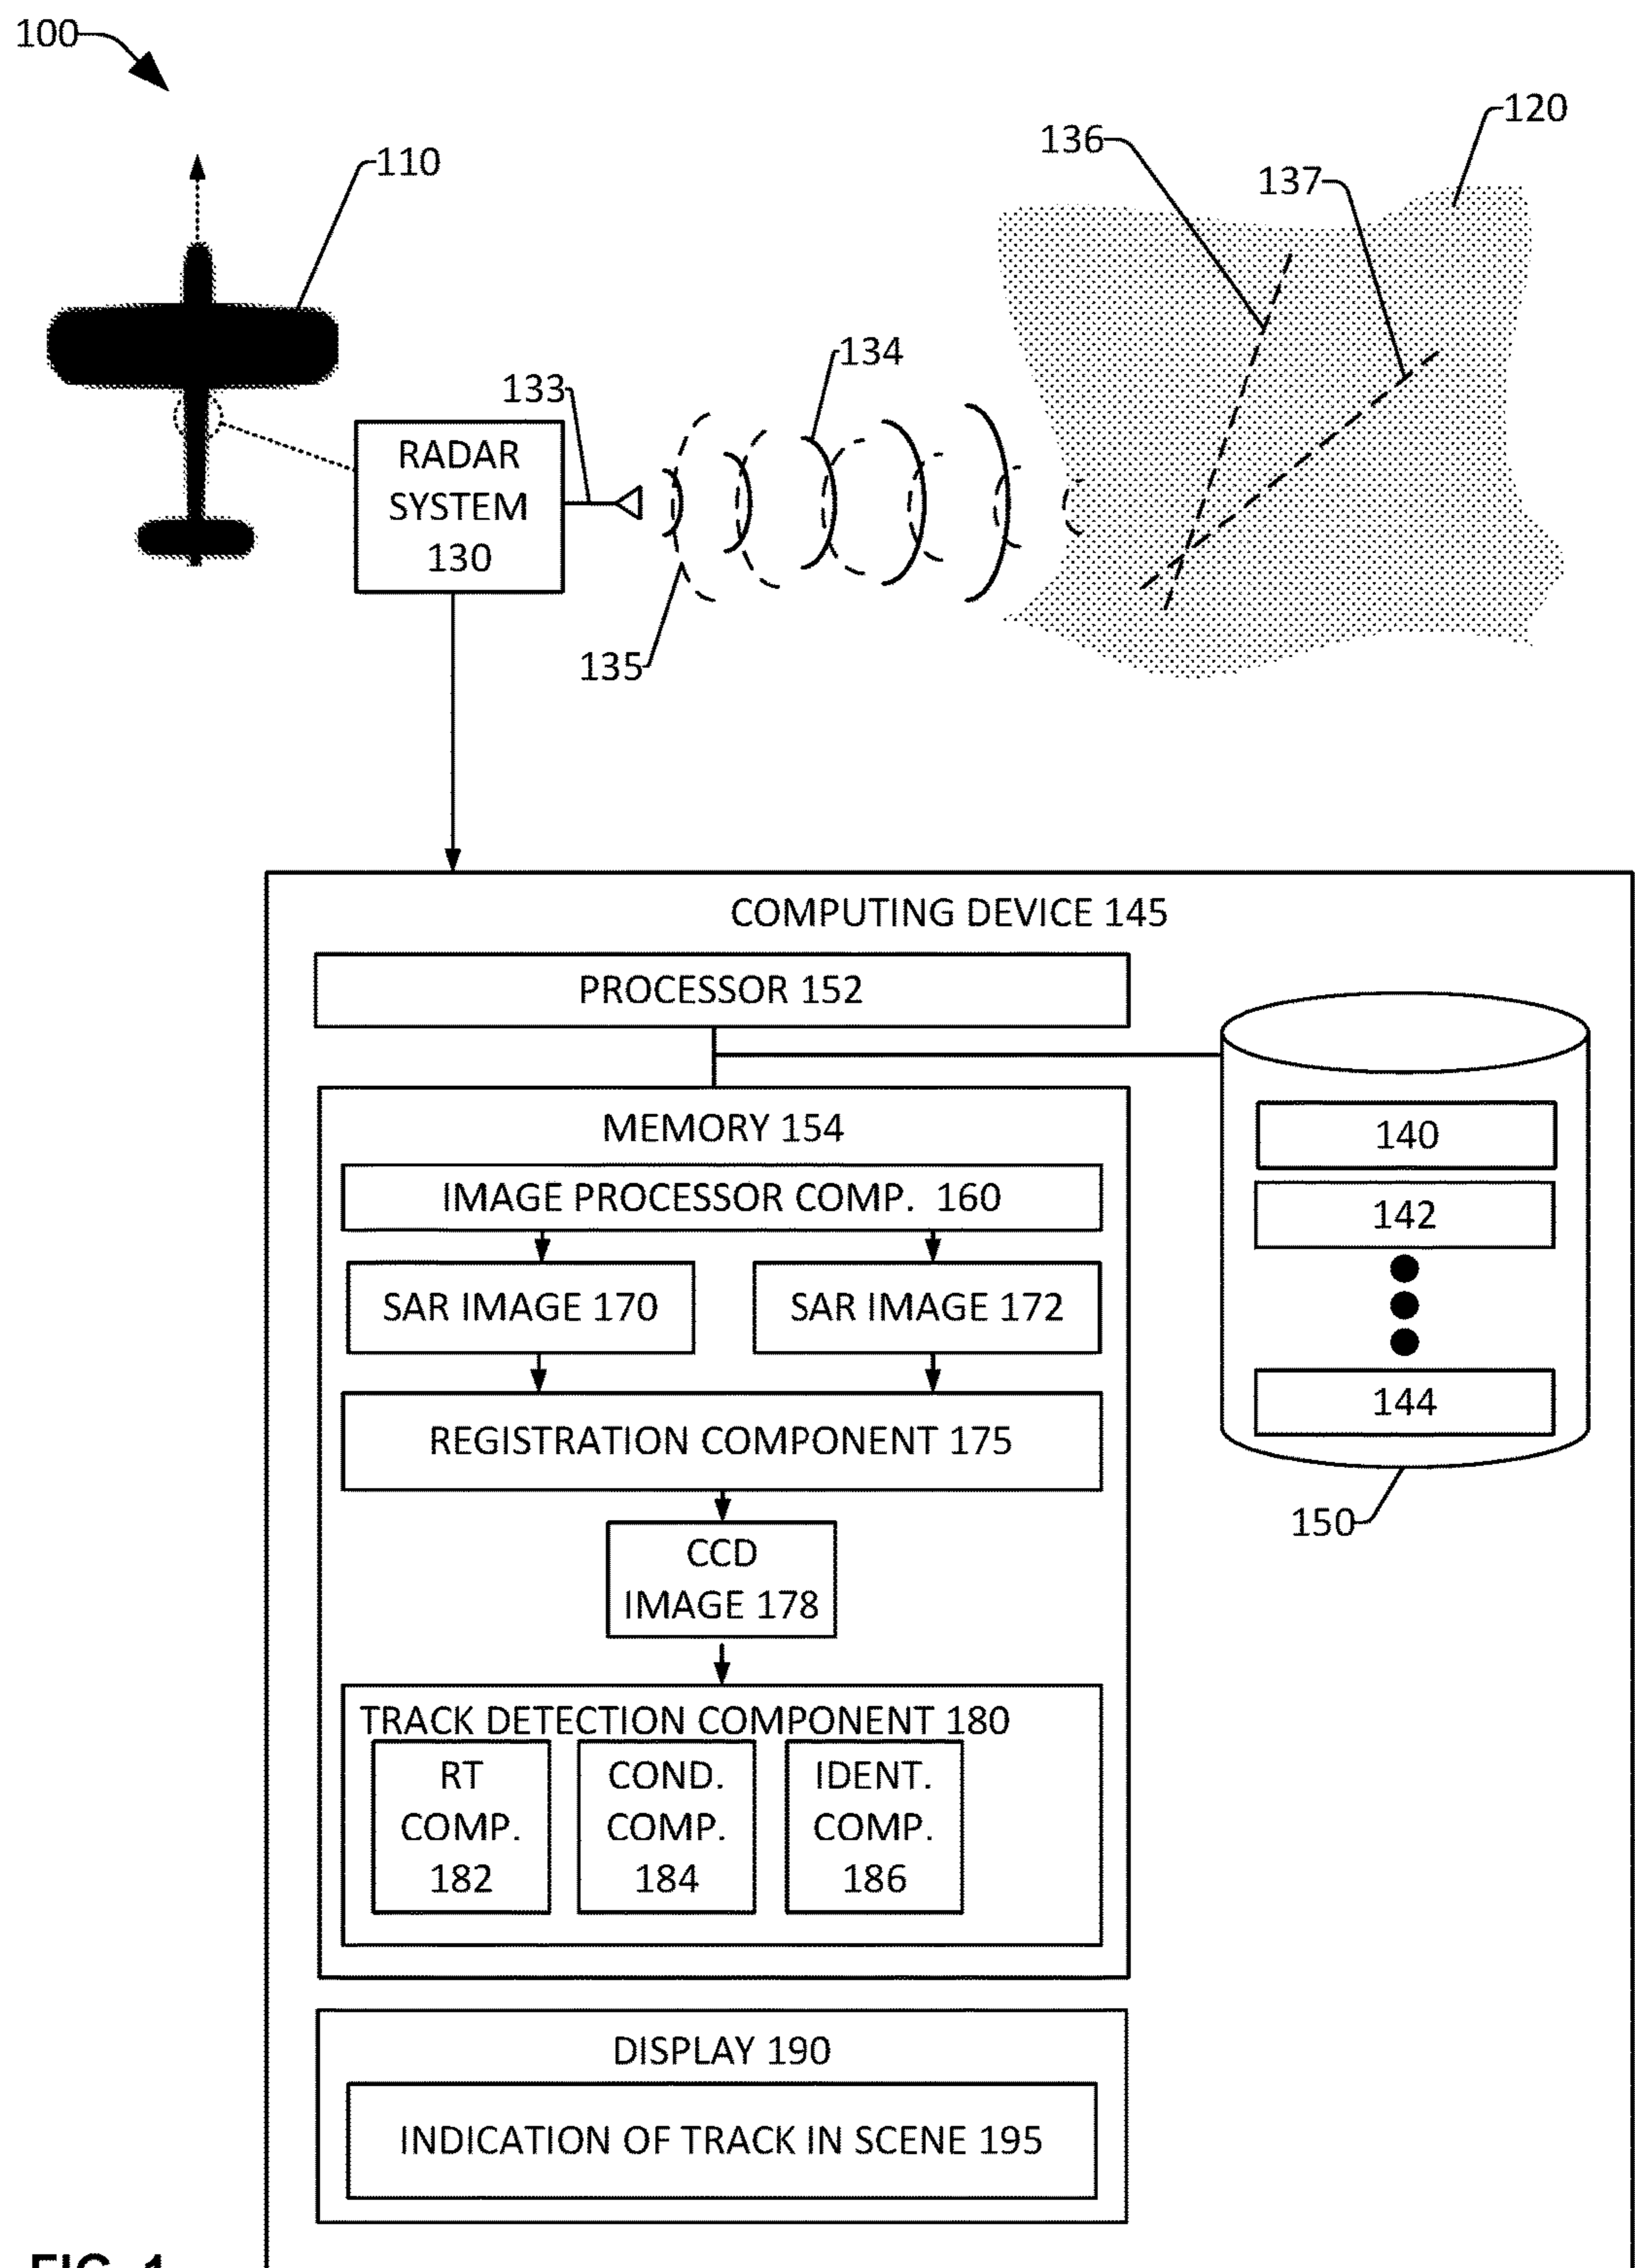 100
110
120
136
137
133
134
RADAR
SYSTEM
130
135
COMPUTING DEVICE 145
PROCESSOR 152
MEMORY 154
IMAGE PROCESSOR COMP. 160
SAR IMAGE 170
SAR IMAGE 172
REGISTRATION COMPONENT 175
CCD
IMAGE 178
TRACK DETECTION COMPONENT 180
RT
COMP.
182
COND.
COMP.
184
IDENT.
COMP.
186
140
142
144
150
DISPLAY 190
INDICATION OF TRACK IN SCENE 195
FIG. 1